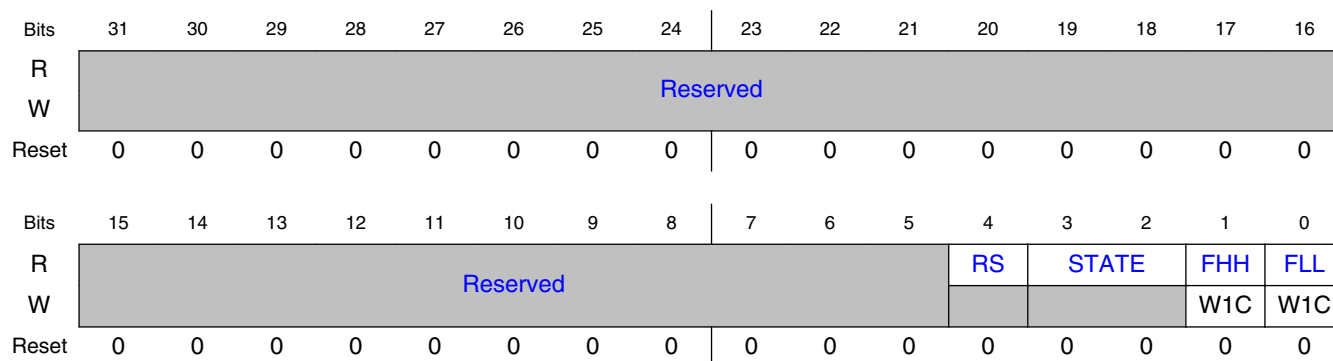 Bits 31 30 29 28 27 26 25 24 23 22 21 20 19 18 17 16
R
Reserved
W
Reset 0 0 0 0 0 0 0 0 0 0 0 0 0 0 0 0
Bits 15 14 13 12 11 10 9 8 7 6 5 4 3 2 1 0
R RS STATE FHH FLL
Reserved
W W1C W1C
Reset 0 0 0 0 0 0 0 0 0 0 0 0 0 0 0 0